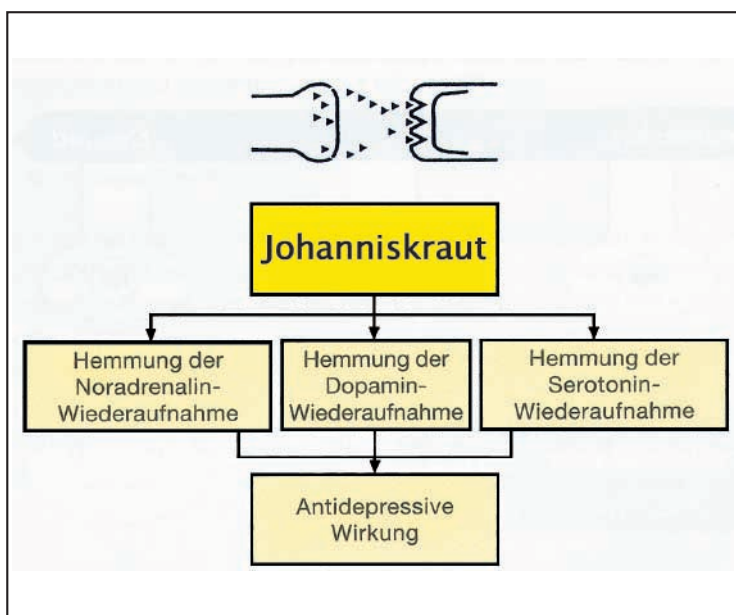 Johanniskraut
Hemmung der
Noradrenalin-
Wiederaufnahme
Hemmung der
Dopamin-
Wiederaufnahme
Hemmung der
Serotonin-
Wiederaufnahme
Antidepressive
Wirkung